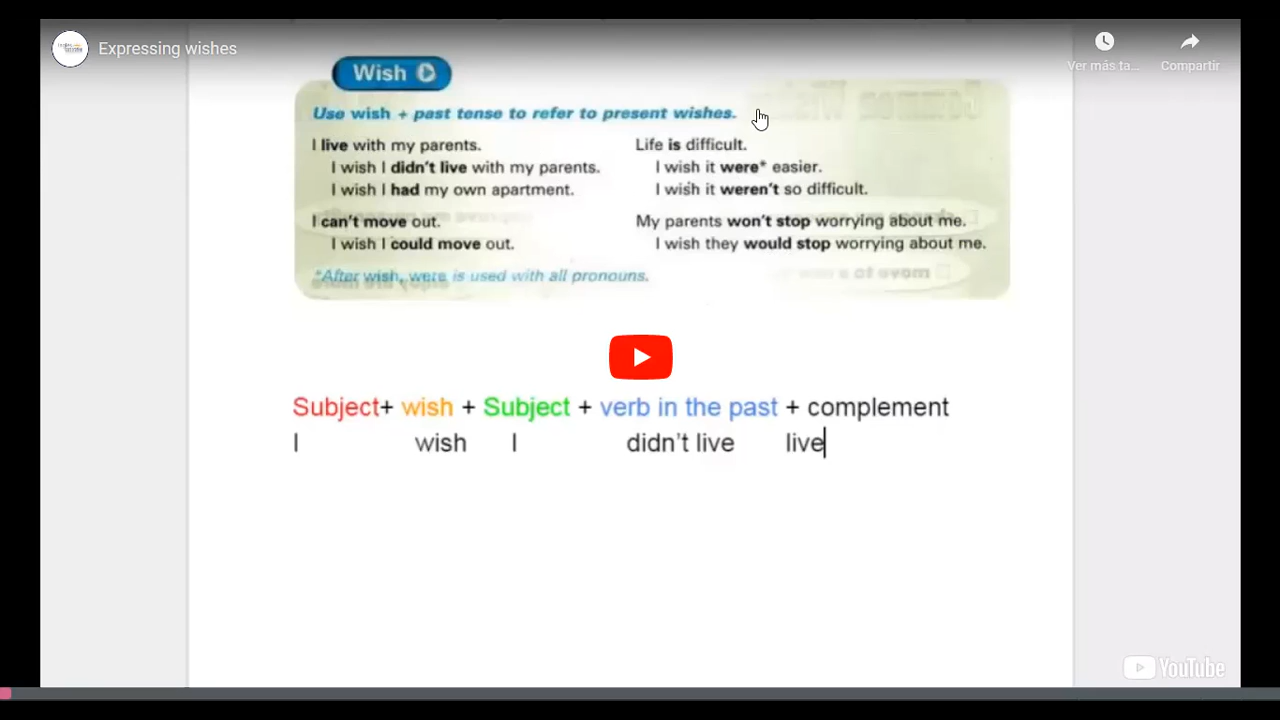 Expressing wishes
Ver más ta...
Compartir
Wish
Use wish + past tense to refer to present wishes.
I live with my parents.
I wish I didn't live with my parents.
I wish I had my own apartment.
I can't move out.
I wish I could move out.
Life is difficult.
I wish it were* easier.
I wish it weren't so difficult.
My parents won't stop worrying about me.
I wish they would stop worrying about me.
*After wish, were is used with all pronouns.
Subject+ wish + Subject + verb in the past + complement
I wish I didn't live live
YouTube